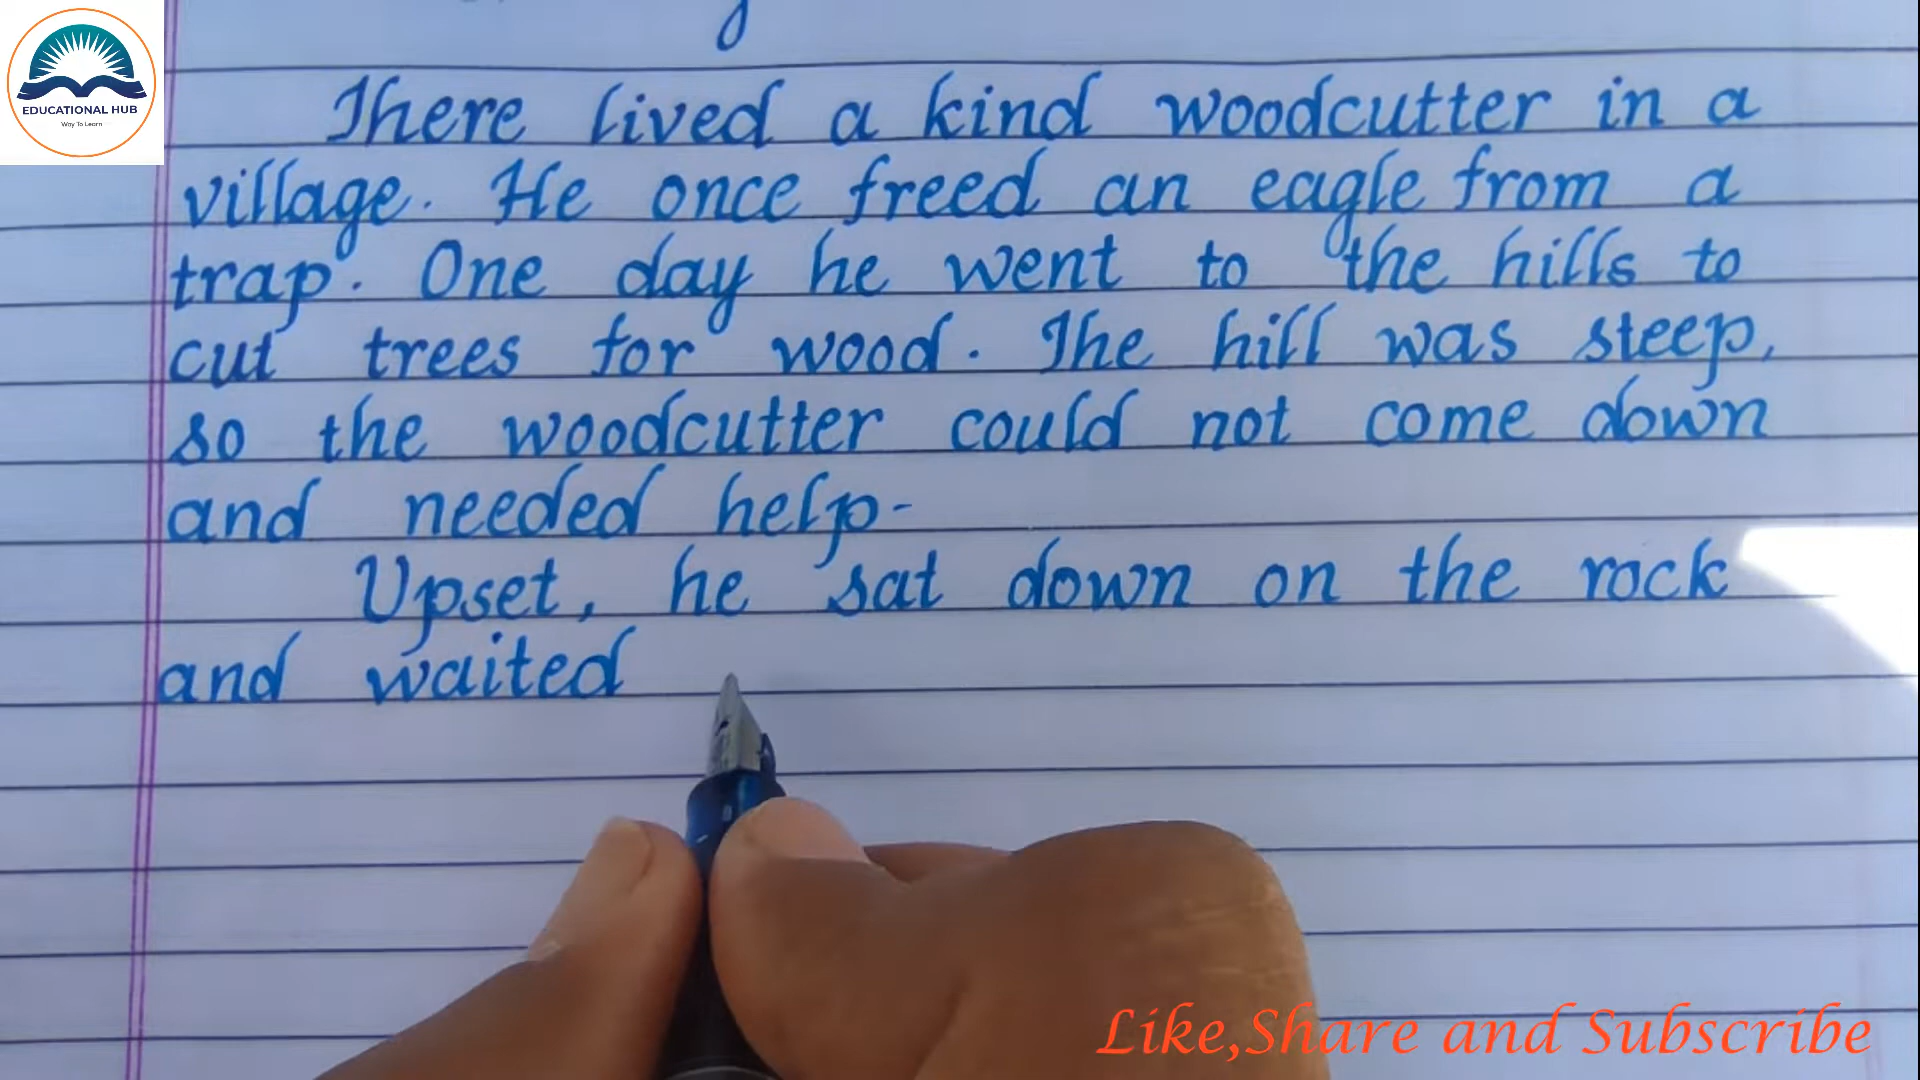 EDUCATIONAL HUB
Way To Learn
There lived a kind woodcutter in a
village. He once freed an eagle from a
trap. One day he went to the hills to
cut trees for wood. The hill was steep,
so the woodcutter could not come down
and needed help.
Upset, he sat down on the rock
and waited
Like,Share and Subscribe